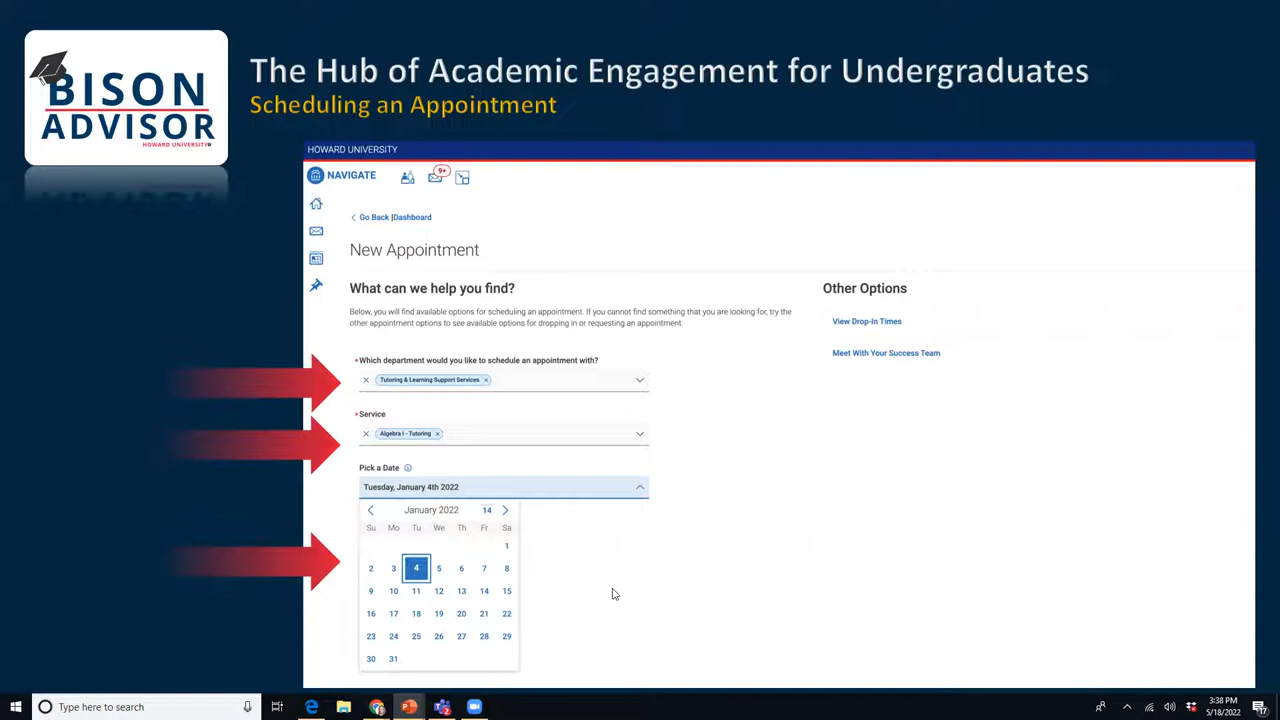 BISON
ADVISOR
HOWARD UNIVERSITY
The Hub of Academic Engagement for Undergraduates
Scheduling an Appointment
HOWARD UNIVERSITY
NAVIGATE
9+
Go Back |Dashboard
New Appointment
What can we help you find?
Below, you will find available options for scheduling an appointment. If you cannot find something that you are looking for, try the
other appointment options to see available options for dropping in or requesting an appointment.
*Which department would you like to schedule an appointment with?
× Tutoring & Learning Support Services ×
*Service
× Algebra I - Tutoring ×
Pick a Date
Tuesday, January 4th 2022
January 2022 14
Su Mo Tu We Th Fr Sa
1
2 3 4 5 6 7 8
9 10 11 12 13 14 15
16 17 18 19 20 21 22
23 24 25 26 27 28 29
30 31
Other Options
View Drop-In Times
Meet With Your Success Team
Type here to search
3:38 PM
5/18/2022
17